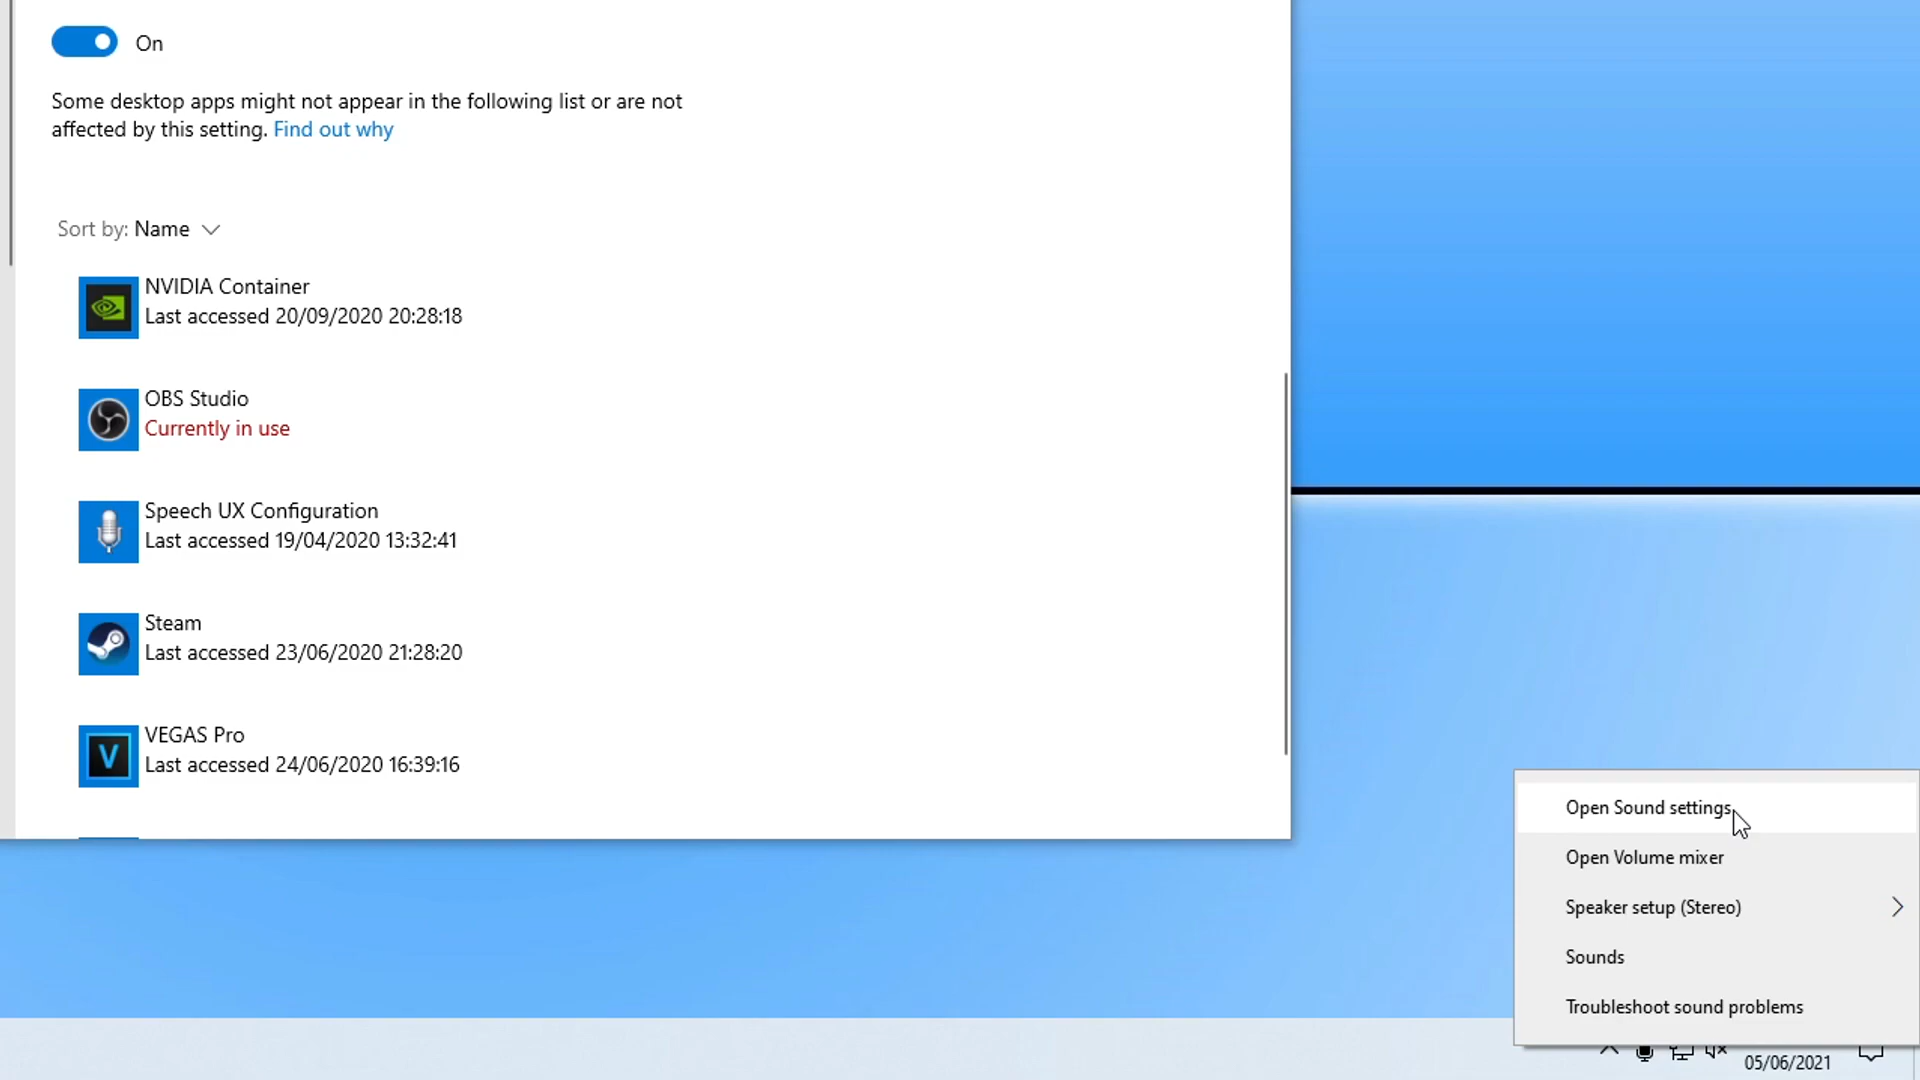 On
Some desktop apps might not appear in the following list or are not
affected by this setting. Find out why
Sort by: Name
NVIDIA Container
Last accessed 20/09/2020 20:28:18
OBS Studio
Currently in use
Speech UX Configuration
Last accessed 19/04/2020 13:32:41
Steam
Last accessed 23/06/2020 21:28:20
V
VEGAS Pro
Last accessed 24/06/2020 16:39:16
Open Sound settings
Open Volume mixer
Speaker setup (Stereo)
Sounds
Troubleshoot sound problems
05/06/2021